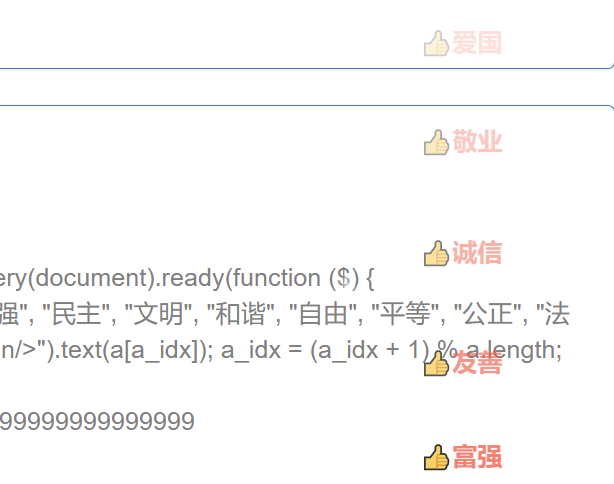 👍爱国
👍敬业
👍诚信
ery(document).ready(function ($) {
强", "民主", "文明", "和谐", "自由", "平等", "公正", "法
n/>").text(a[a_idx]); a_idx = (a_idx + 1) % a.length;
👍友善
99999999999999
👍富强